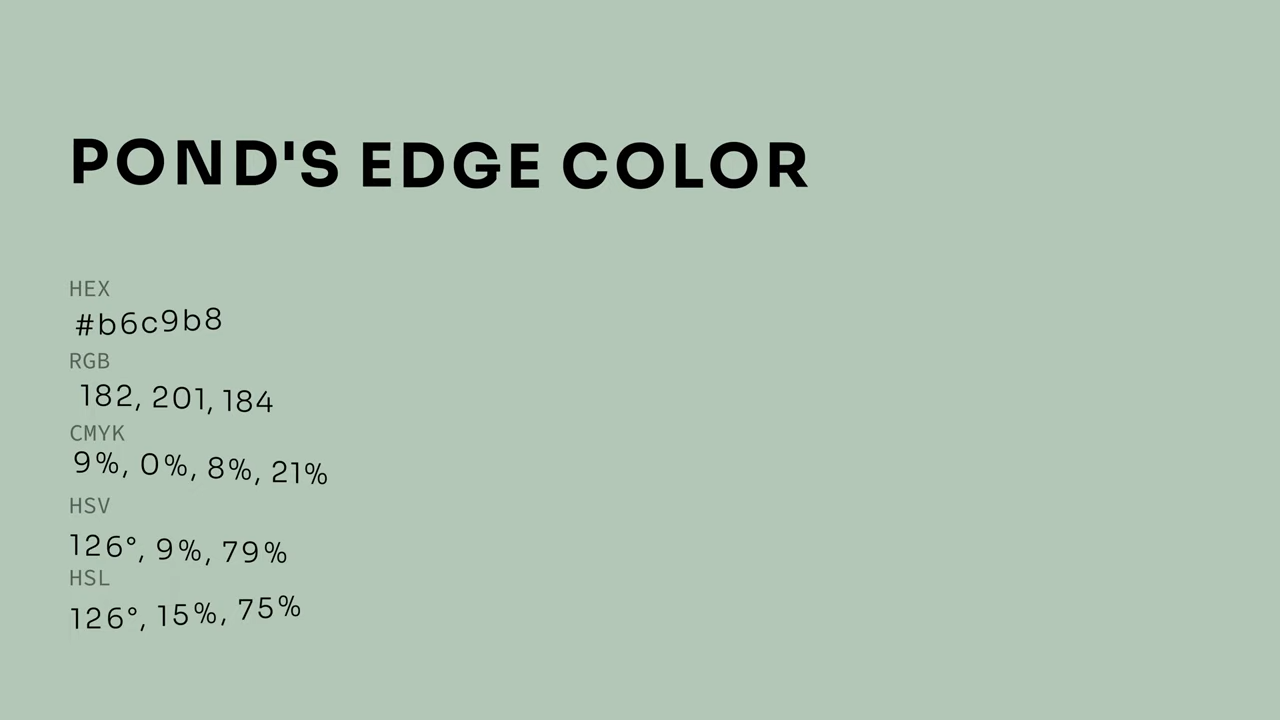 POND'S EDGE COLOR
HEX
#b6c9b8
RGB
182, 201, 184
CMYK
9%, 0%, 8%, 21%
HSV
126°, 9%, 79%
HSL
126°, 15%, 75%